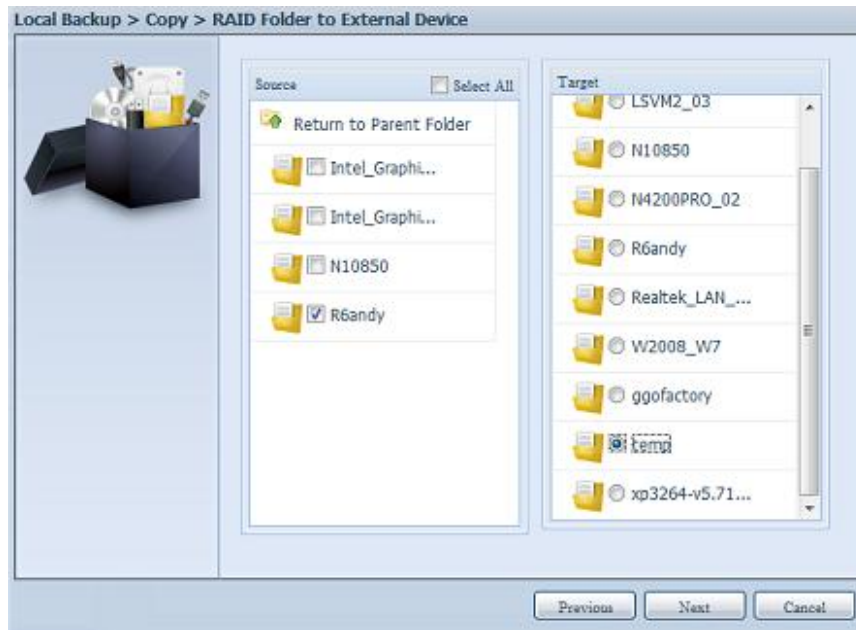 Local Backup > Copy > RAID Folder to External Device
Source
Select All
Return to Parent Folder
Intel_Graphi...
Intel_Graphi...
N10850
R6andy
Target
LSVM2_03
N10850
N4200PRO_02
R6andy
Realtek_LAN_...
W2008_W7
ggofactory
temp
xp3264-v5.71...
Previous
Next
Cancel